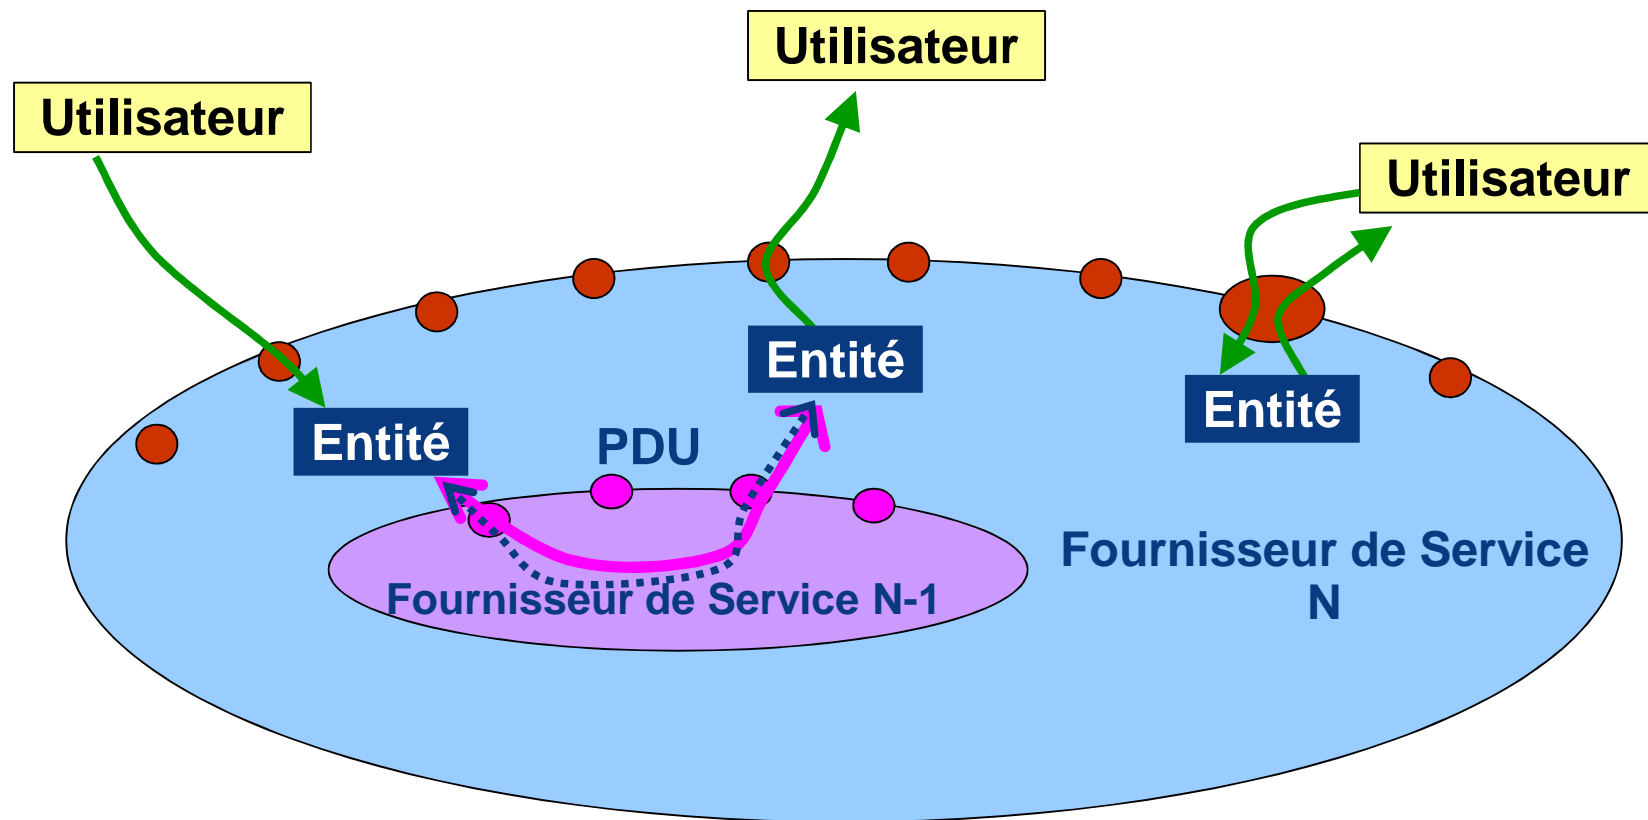 Utilisateur
Utilisateur
Utilisateur
Entité
Entité
Entité
PDU
Fournisseur de Service
N
Fournisseur de Service N-1